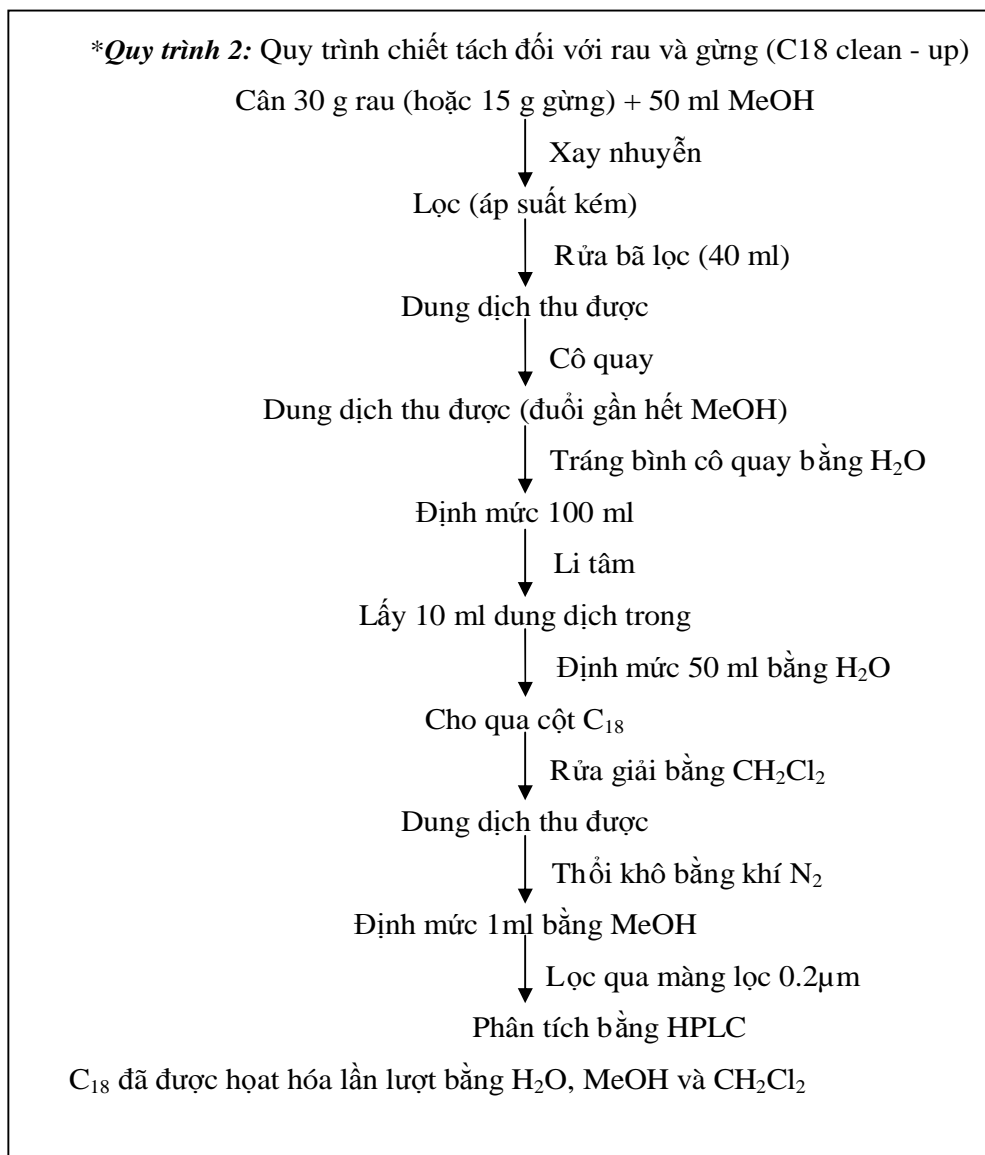 *Quy trình 2: Quy trình chiết tách đối với rau và gừng (C18 clean - up)
Cân 30 g rau (hoặc 15 g gừng) + 50 ml MeOH
Xay nhuyễn
Lọc (áp suất kém)
Rửa bã lọc (40 ml)
Dung dịch thu được
Cô quay
Dung dịch thu được (đuổi gần hết MeOH)
Tráng bình cô quay bằng H₂O
Định mức 100 ml
Li tâm
Lấy 10 ml dung dịch trong
Định mức 50 ml bằng H₂O
Cho qua cột C₁₈
Rửa giải bằng CH₂Cl₂
Dung dịch thu được
Thổi khô bằng khí N₂
Định mức 1ml bằng MeOH
Lọc qua màng lọc 0.2µm
Phân tích bằng HPLC
C₁₈ đã được họat hóa lần lượt bằng H₂O, MeOH và CH₂Cl₂